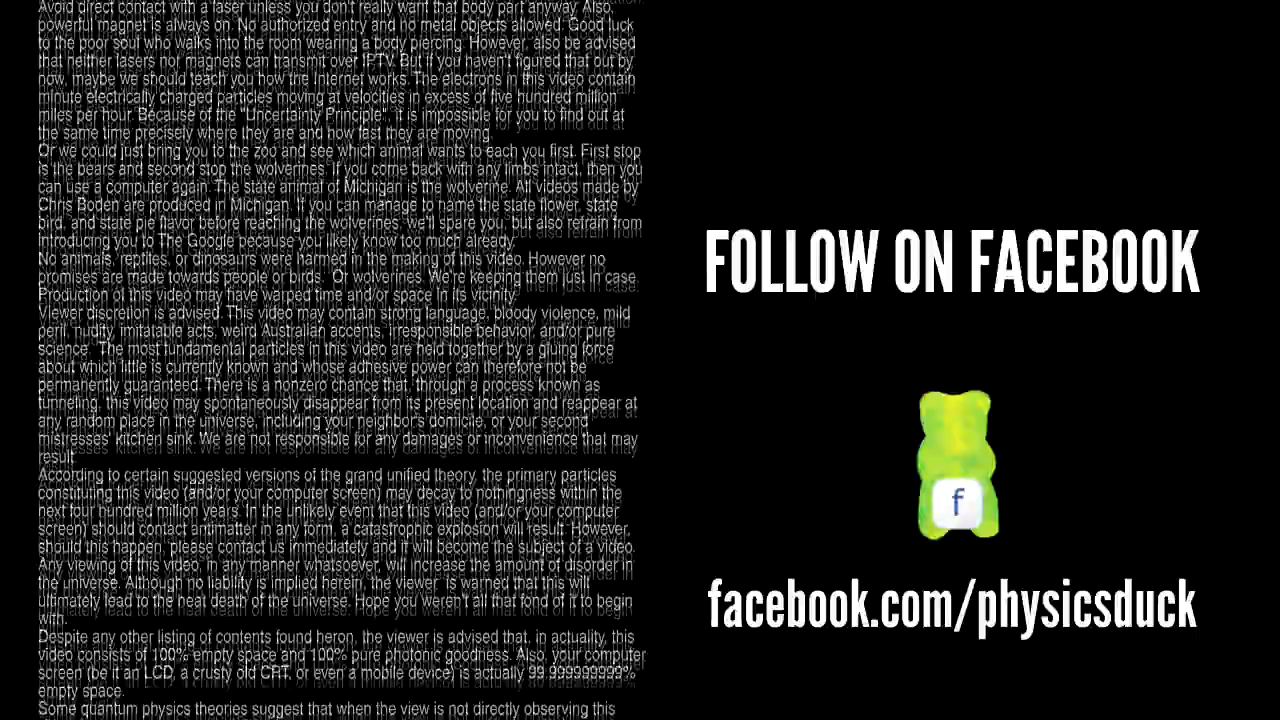 Avoid direct contact with a laser unless you don't really want that body part anyway. Also,
powerful magnet is always on. No authorized entry and no metal objects allowed. Good luck
to the poor soul who walks into the room wearing a body piercing. However, also be advised
that neither lasers nor magnets can transmit over IPTV. But if you haven't figured that out by
now, maybe we should teach you how the internet works. The electrons in this video contain
minute electrically charged particles moving at velocities in excess of five hundred million
miles per hour. Because of the "Uncertainty Principle", it is impossible for you to find out at
the same time precisely where they are and how fast they are moving.
Or we could just bring you to the zoo and see which animal wants to each you first. First stop
is the bears and second stop the wolverines. If you come back with any limbs intact, then you
can use a computer again. The state animal of Michigan is the wolverine. All videos made by
Chris Boden are produced in Michigan. If you can manage to name the state flower, state
bird, and state pie flavor before reaching the wolverines, we'll spare you, but also refrain from
introducing you to The Google because you likely know too much already.
No animals, reptiles, or dinosaurs were harmed in the making of this video. However no
promises are made towards people or birds. Or wolverines. We're keeping them just in case.
Production of this video may have warped time and/or space in its vicinity.
Viewer discretion is advised. This video may contain strong language, bloody violence, mild
peril, nudity, imitatable acts, weird Australian accents, irresponsible behavior, and/or pure
science. The most fundamental particles in this video are held together by a gluing force
about which little is currently known and whose adhesive power can therefore not be
permanently guaranteed. There is a nonzero chance that, through a process known as
tunneling, this video may spontaneously disappear from its present location and reappear at
any random place in the universe, including your neighbor's domicile, or your second
mistresses' kitchen sink. We are not responsible for any damages or inconvenience that may
result.
According to certain suggested versions of the grand unified theory, the primary particles
constituting this video (and/or your computer screen) may decay to nothingness within the
next four hundred million years. In the unlikely event that this video (and/or your computer
screen) should contact antimatter in any form, a catastrophic explosion will result. However,
should this happen, please contact us immediately and it will become the subject of a video.
Any viewing of this video, in any manner whatsoever, will increase the amount of disorder in
the universe. Although no liability is implied herein, the viewer is warned that this will
ultimately lead to the heat death of the universe. Hope you weren't all that fond of it to begin
with.
Despite any other listing of contents found heron, the viewer is advised that, in actuality, this
video consists of 100% empty space and 100% pure photonic goodness. Also, your computer
screen (be it an LCD, a crusty old CRT, or even a mobile device) is actually 99.999999999%
empty space.
Some quantum physics theories suggest that when the view is not directly observing this
FOLLOW ON FACEBOOK
f
facebook.com/physicsduck